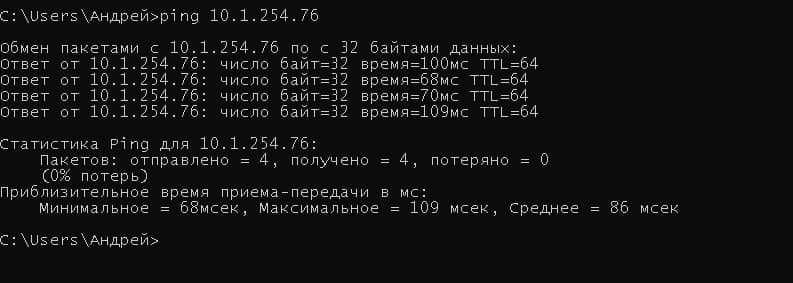 C:\Users\Андрей>ping 10.1.254.76
Обмен пакетами с 10.1.254.76 по с 32 байтами данных:
Ответ от 10.1.254.76: число байт=32 время=100мс TTL=64
Ответ от 10.1.254.76: число байт=32 время=68мс TTL=64
Ответ от 10.1.254.76: число байт=32 время=70мс TTL=64
Ответ от 10.1.254.76: число байт=32 время=109мс TTL=64
Статистика Ping для 10.1.254.76:
Пакетов: отправлено = 4, получено = 4, потеряно = 0
(0% потерь)
Приблизительное время приема-передачи в мс:
Минимальное = 68мсек, Максимальное = 109 мсек, Среднее = 86 мсек
C:\Users\Андрей>